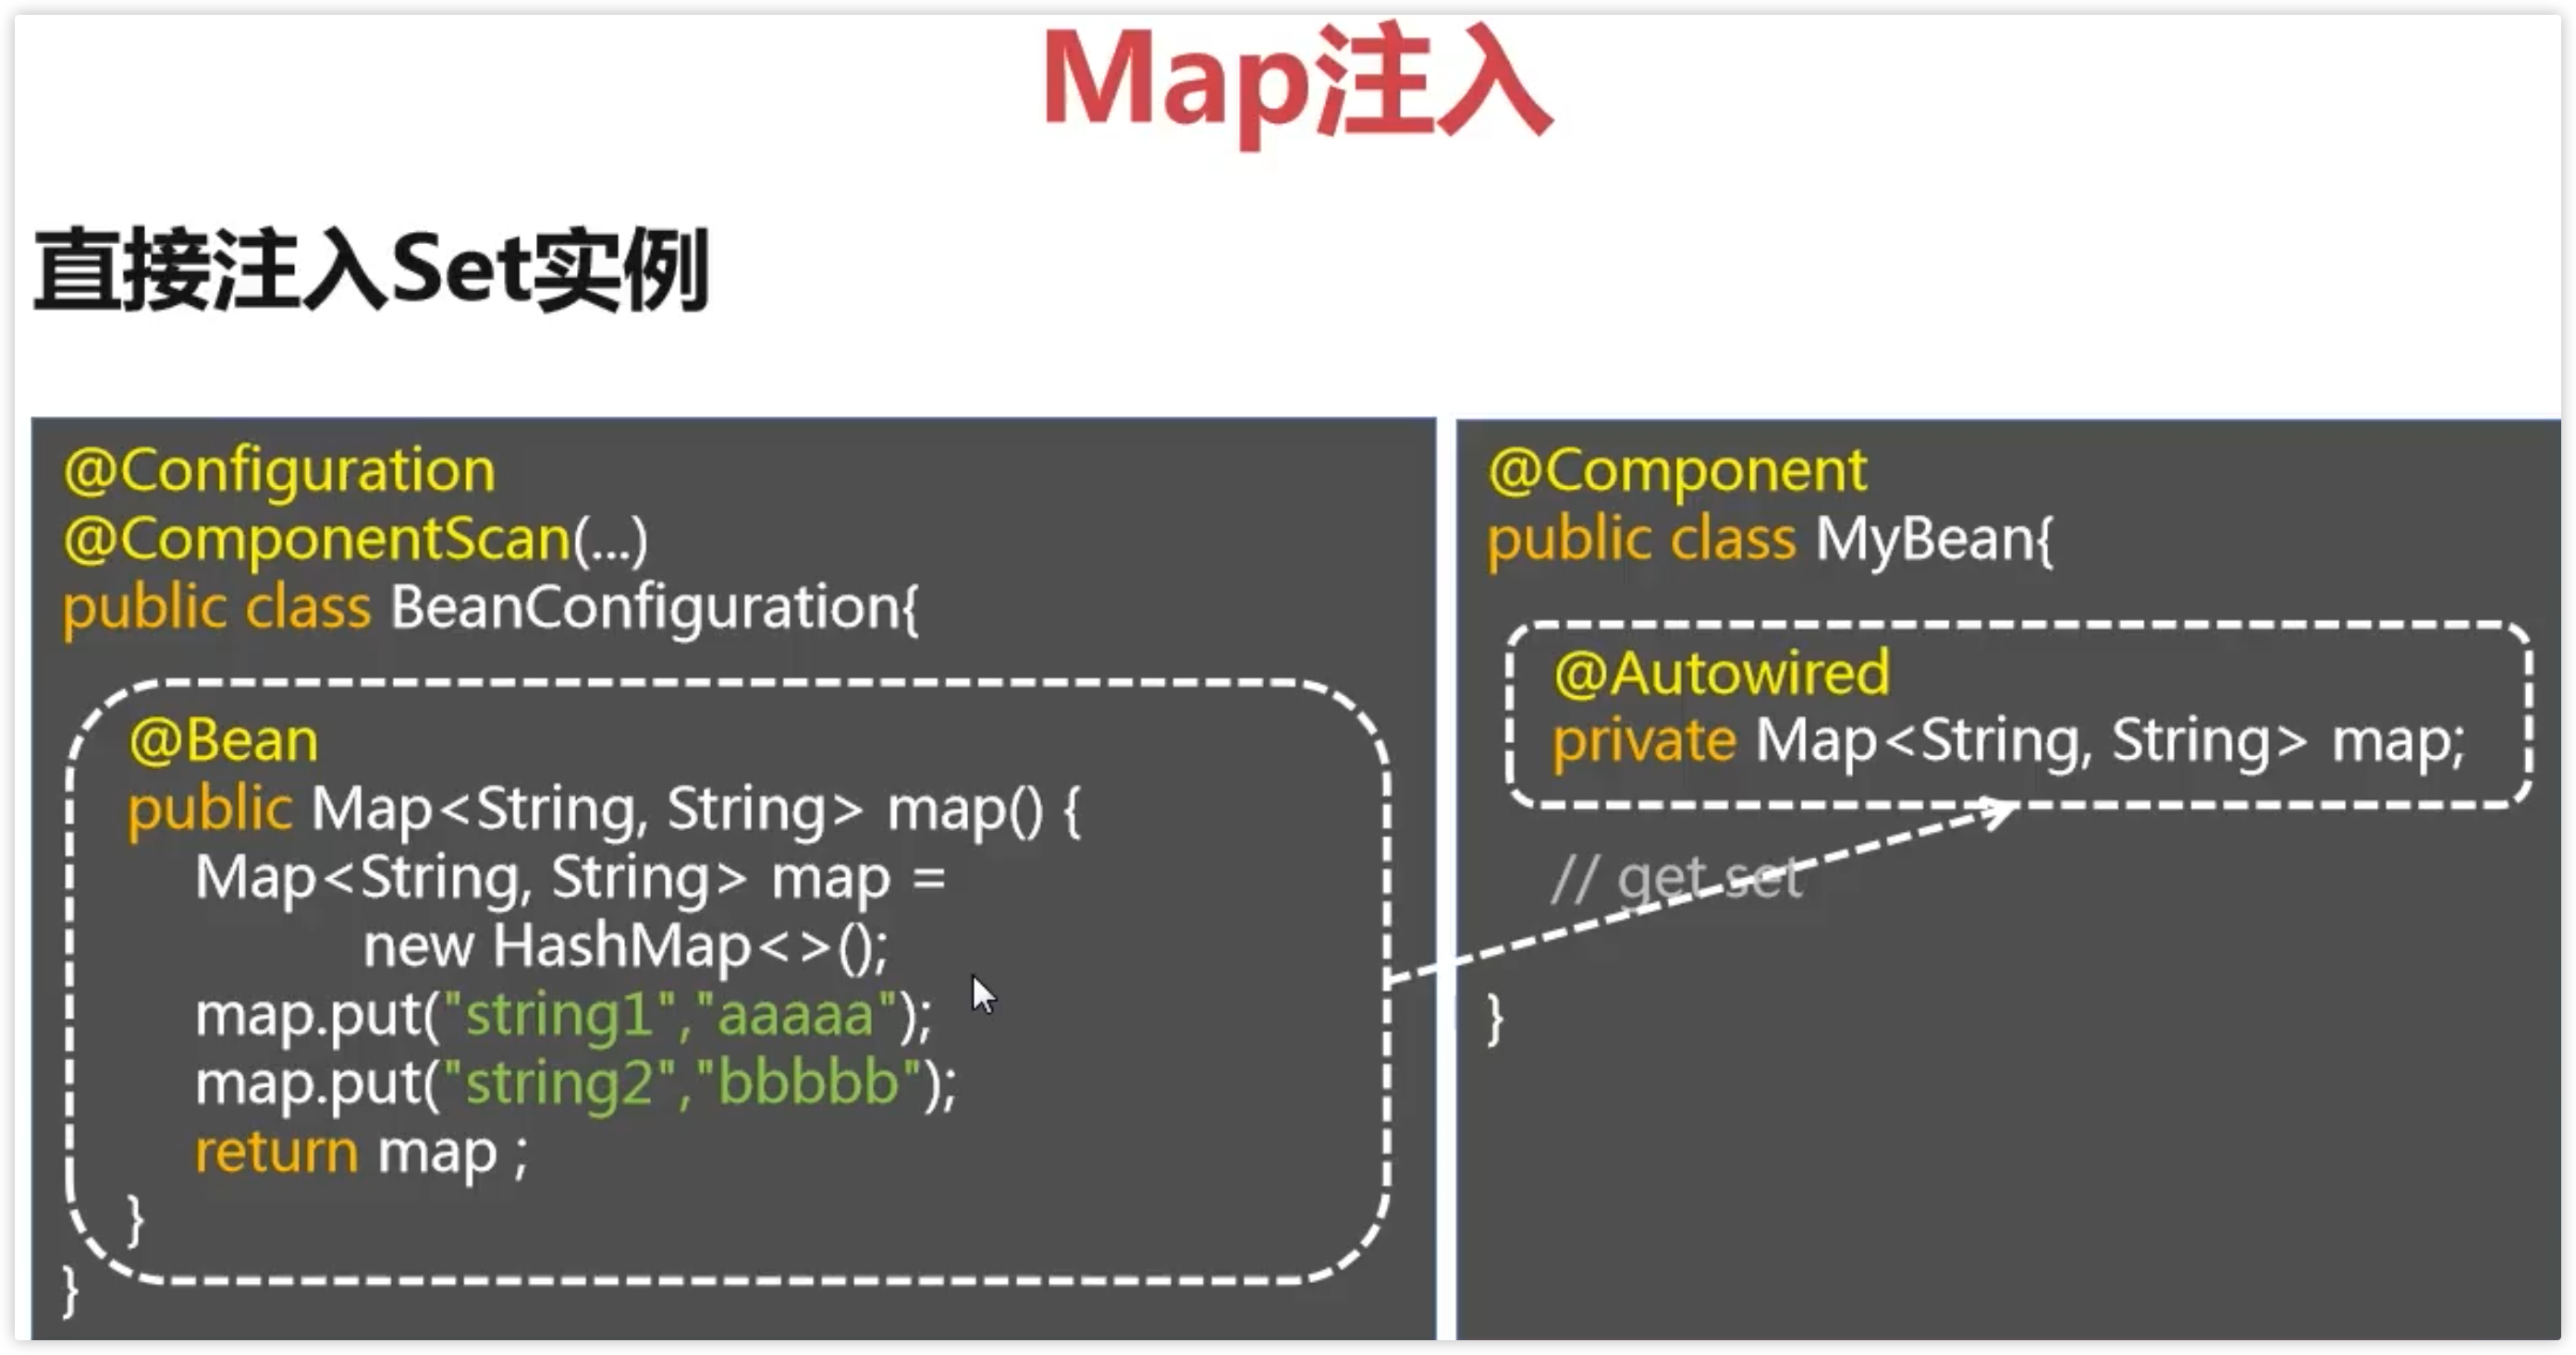 Map注入
直接注入Set实例
@Configuration
@ComponentScan(...)
public class BeanConfiguration{
@Bean
public Map<String, String> map() {
Map<String, String> map =
new HashMap<>();
map.put("string1","aaaaa");
map.put("string2","bbbbb");
return map ;
}
}
@Component
public class MyBean{
@Autowired
private Map<String, String> map;
// get set
}